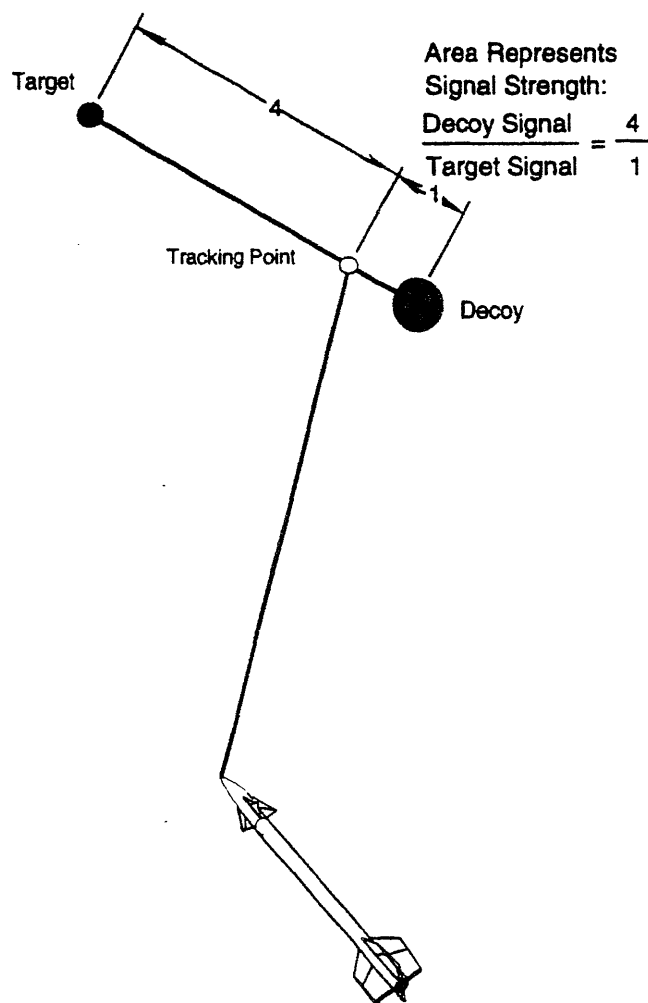 Target
4
Area Represents
Signal Strength:
Decoy Signal = 4
Target Signal 1
1
Tracking Point
Decoy